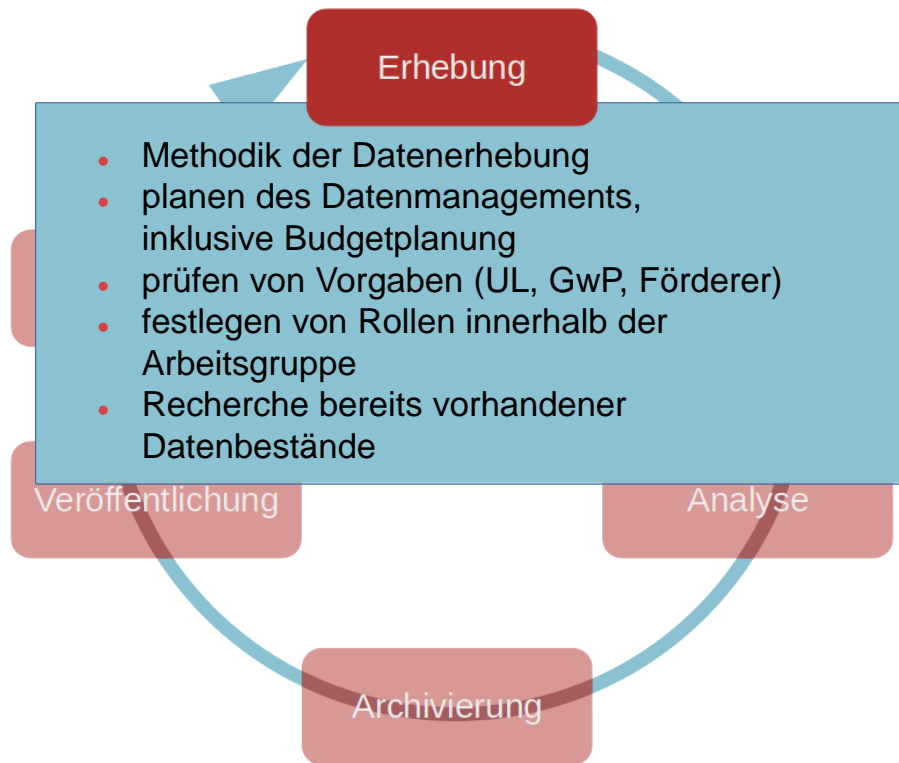 Erhebung
Methodik der Datenerhebung
planen des Datenmanagements,
inklusive Budgetplanung
prüfen von Vorgaben (UL, GwP, Förderer)
festlegen von Rollen innerhalb der
Arbeitsgruppe
Recherche bereits vorhandener
Datenbestände
Veröffentlichung
Analyse
Archivierung